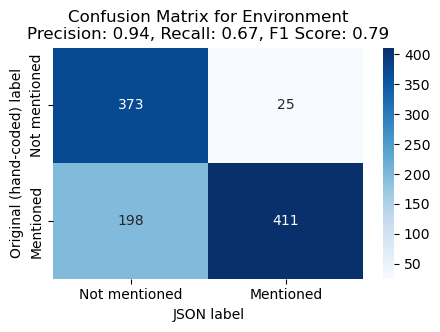 Confusion Matrix for Environment
Precision: 0.94, Recall: 0.67, F1 Score: 0.79
Original (hand-coded) label
Not mentioned
Mentioned
373
25
198
411
Not mentioned
Mentioned
JSON label
400
350
300
250
200
150
100
50